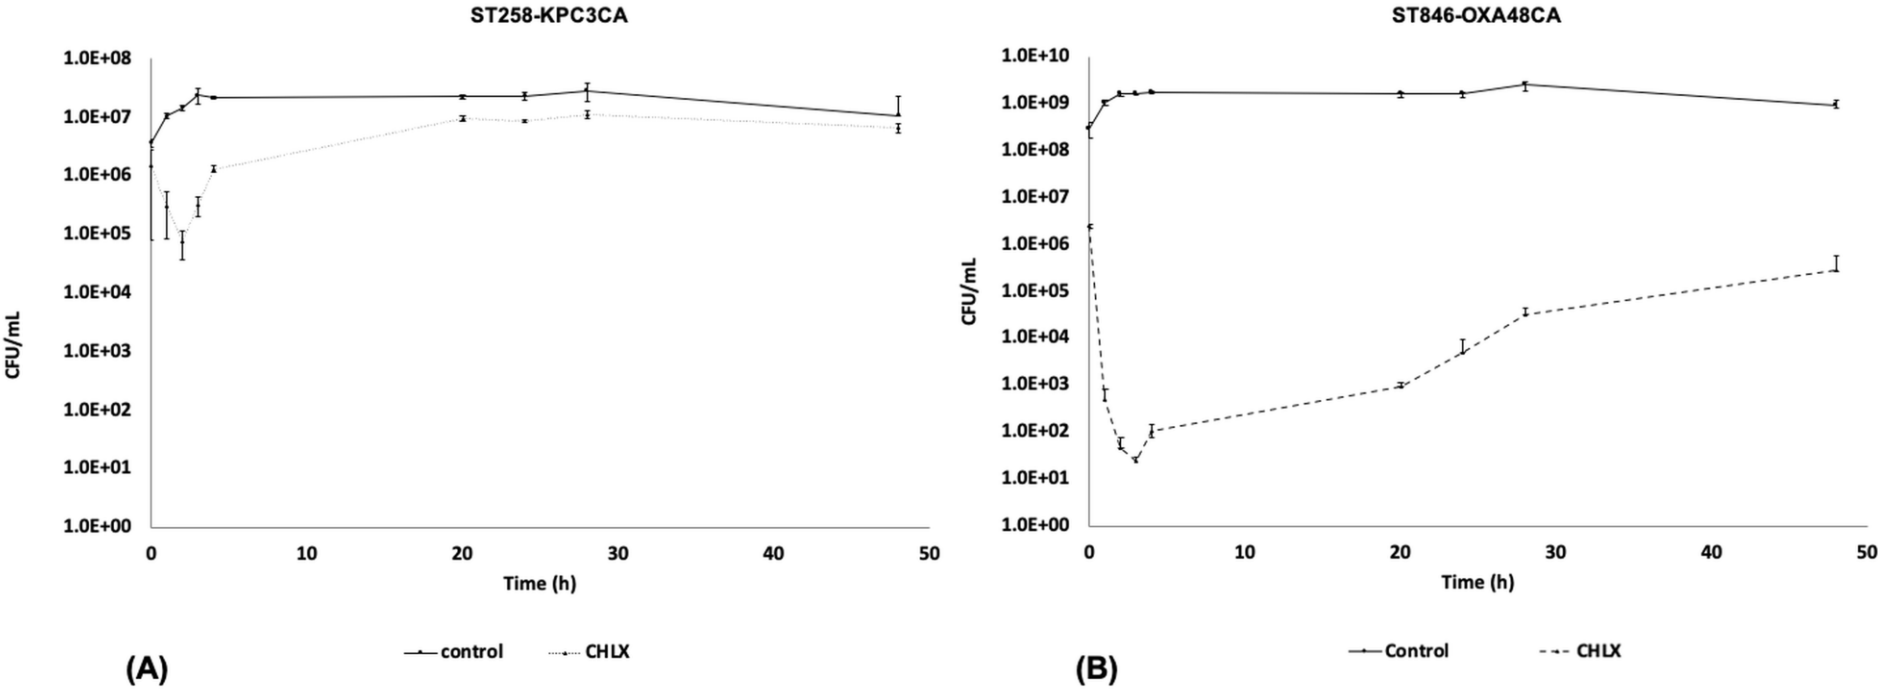 ST258-KPC3CA
1.0E+08
1.0E+07
1.0E+06
1.0E+05
1.0E+04
1.0E+03
1.0E+02
1.0E+01
1.0E+00
CFU/mL
0 10 20 30 40 50
Time (h)
control CHLX
(A)
ST846-OXA48CA
1.0E+10
1.0E+09
1.0E+08
1.0E+07
1.0E+06
1.0E+05
1.0E+04
1.0E+03
1.0E+02
1.0E+01
1.0E+00
CFU/mL
0 10 20 30 40 50
Time (h)
Control CHLX
(B)